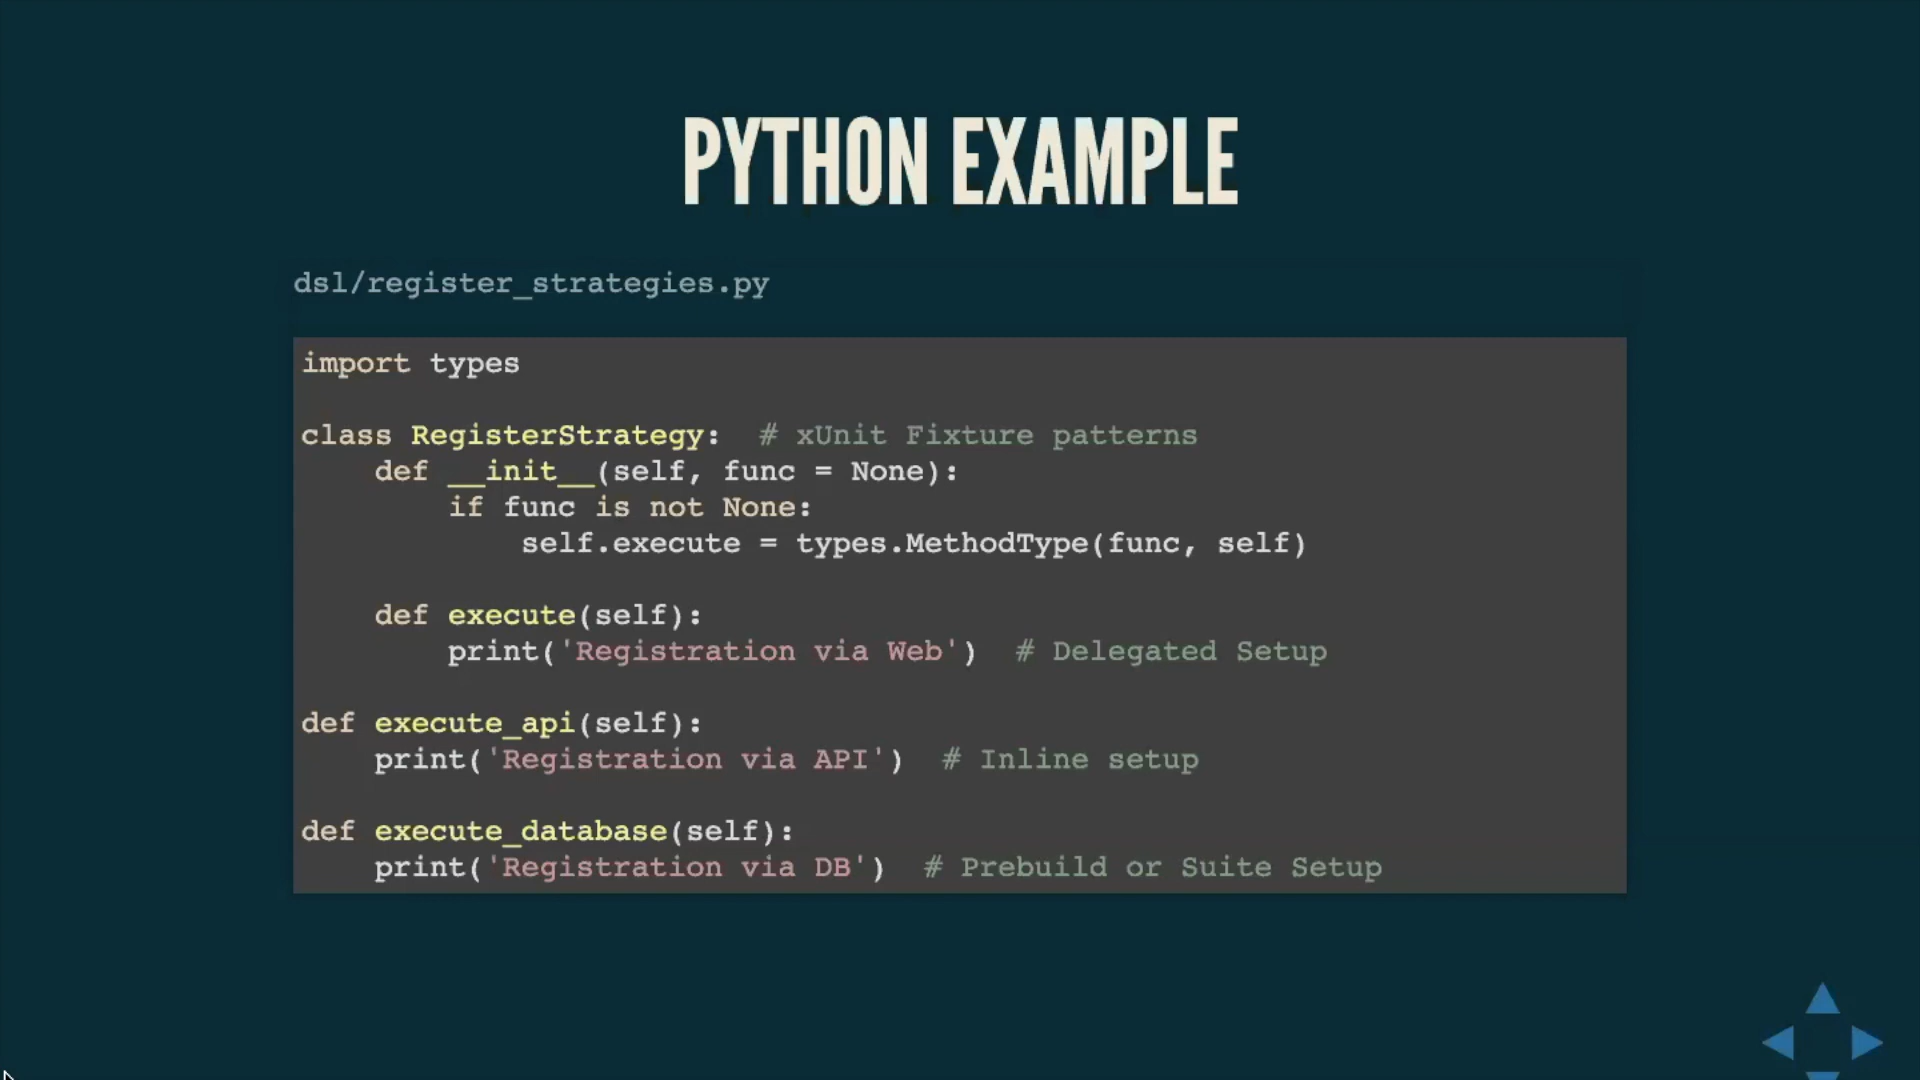 PYTHON EXAMPLE
dsl/register_strategies.py
import types
class RegisterStrategy:  # xUnit Fixture patterns
    def __init__(self, func = None):
        if func is not None:
            self.execute = types.MethodType(func, self)
    def execute(self):
        print('Registration via Web')  # Delegated Setup
def execute_api(self):
    print('Registration via API')  # Inline setup
def execute_database(self):
    print('Registration via DB')  # Prebuild or Suite Setup